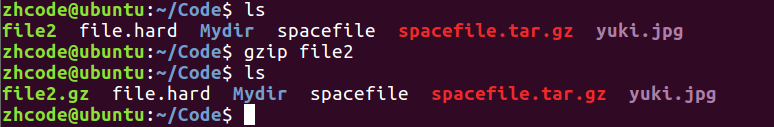 zhcode@ubuntu:~/Code$ ls
file2 file.hard Mydir spacefile spacefile.tar.gz yuki.jpg
zhcode@ubuntu:~/Code$ gzip file2
zhcode@ubuntu:~/Code$ ls
file2.gz file.hard Mydir spacefile spacefile.tar.gz yuki.jpg
zhcode@ubuntu:~/Code$